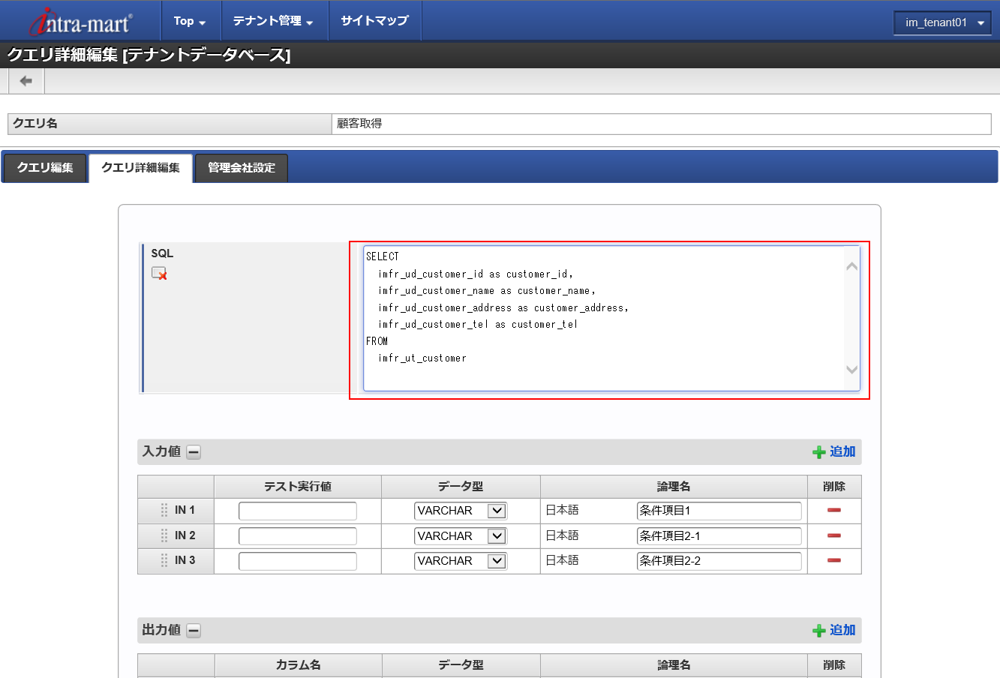 intra-mart® Top テナント管理 サイトマップ im_tenant01
クエリ詳細編集 [テナントデータベース]
クエリ名 顧客取得
クエリ編集 クエリ詳細編集 管理会社設定
SQL
SELECT
imfr_ud_customer_id as customer_id,
imfr_ud_customer_name as customer_name,
imfr_ud_customer_address as customer_address,
imfr_ud_customer_tel as customer_tel
FROM
imfr_ut_customer
入力値 追加
テスト実行値 データ型 論理名 削除
IN 1 VARCHAR 日本語 条件項目1
IN 2 VARCHAR 日本語 条件項目2-1
IN 3 VARCHAR 日本語 条件項目2-2
出力値 追加
カラム名 データ型 論理名 削除